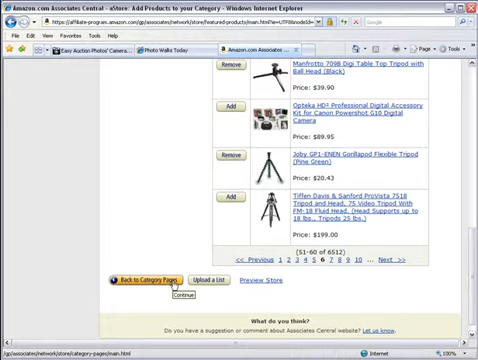 Amazon.com Associates Central - aStore: Add Products to your Category - Windows Internet Explorer
https://affiliate-program.amazon.com/gp/associates/network/store/featured-products/main.html?ie=UTF8&nodeId=
Google
File Edit View Favorites Tools Help
Easy Auction Photos' Camera... Photo Walks Today Amazon.com Associates ... Page Tools
Remove
Manfrotto 709B Digi Table Top Tripod with
Ball Head (Black)
Price: $39.90
Add
Opteka HD² Professional Digital Accessory
Kit for Canon Powershot G10 Digital
Camera
Price: $89.95
Remove
Joby GP1-E1EN Gorillapod Flexible Tripod
(Pine Green)
Price: $20.43
Add
Tiffen Davis & Sanford ProVista 7518
Tripod and Head, 75 Video Tripod With
FM-18 Fluid Head. (Head Supports up to
18 lbs., Tripod 25 lbs.)
Price: $199.00
(51-60 of 6512)
<< Previous 1 2 3 4 5 6 7 8 9 10 ... Next >>
Back to Category Pages Upload a List Preview Store
Continue
What do you think?
Do you have a suggestion or comment about Associates Central website? Let us know.
/gp/associates/network/store/category-pages/main.html Internet 100%